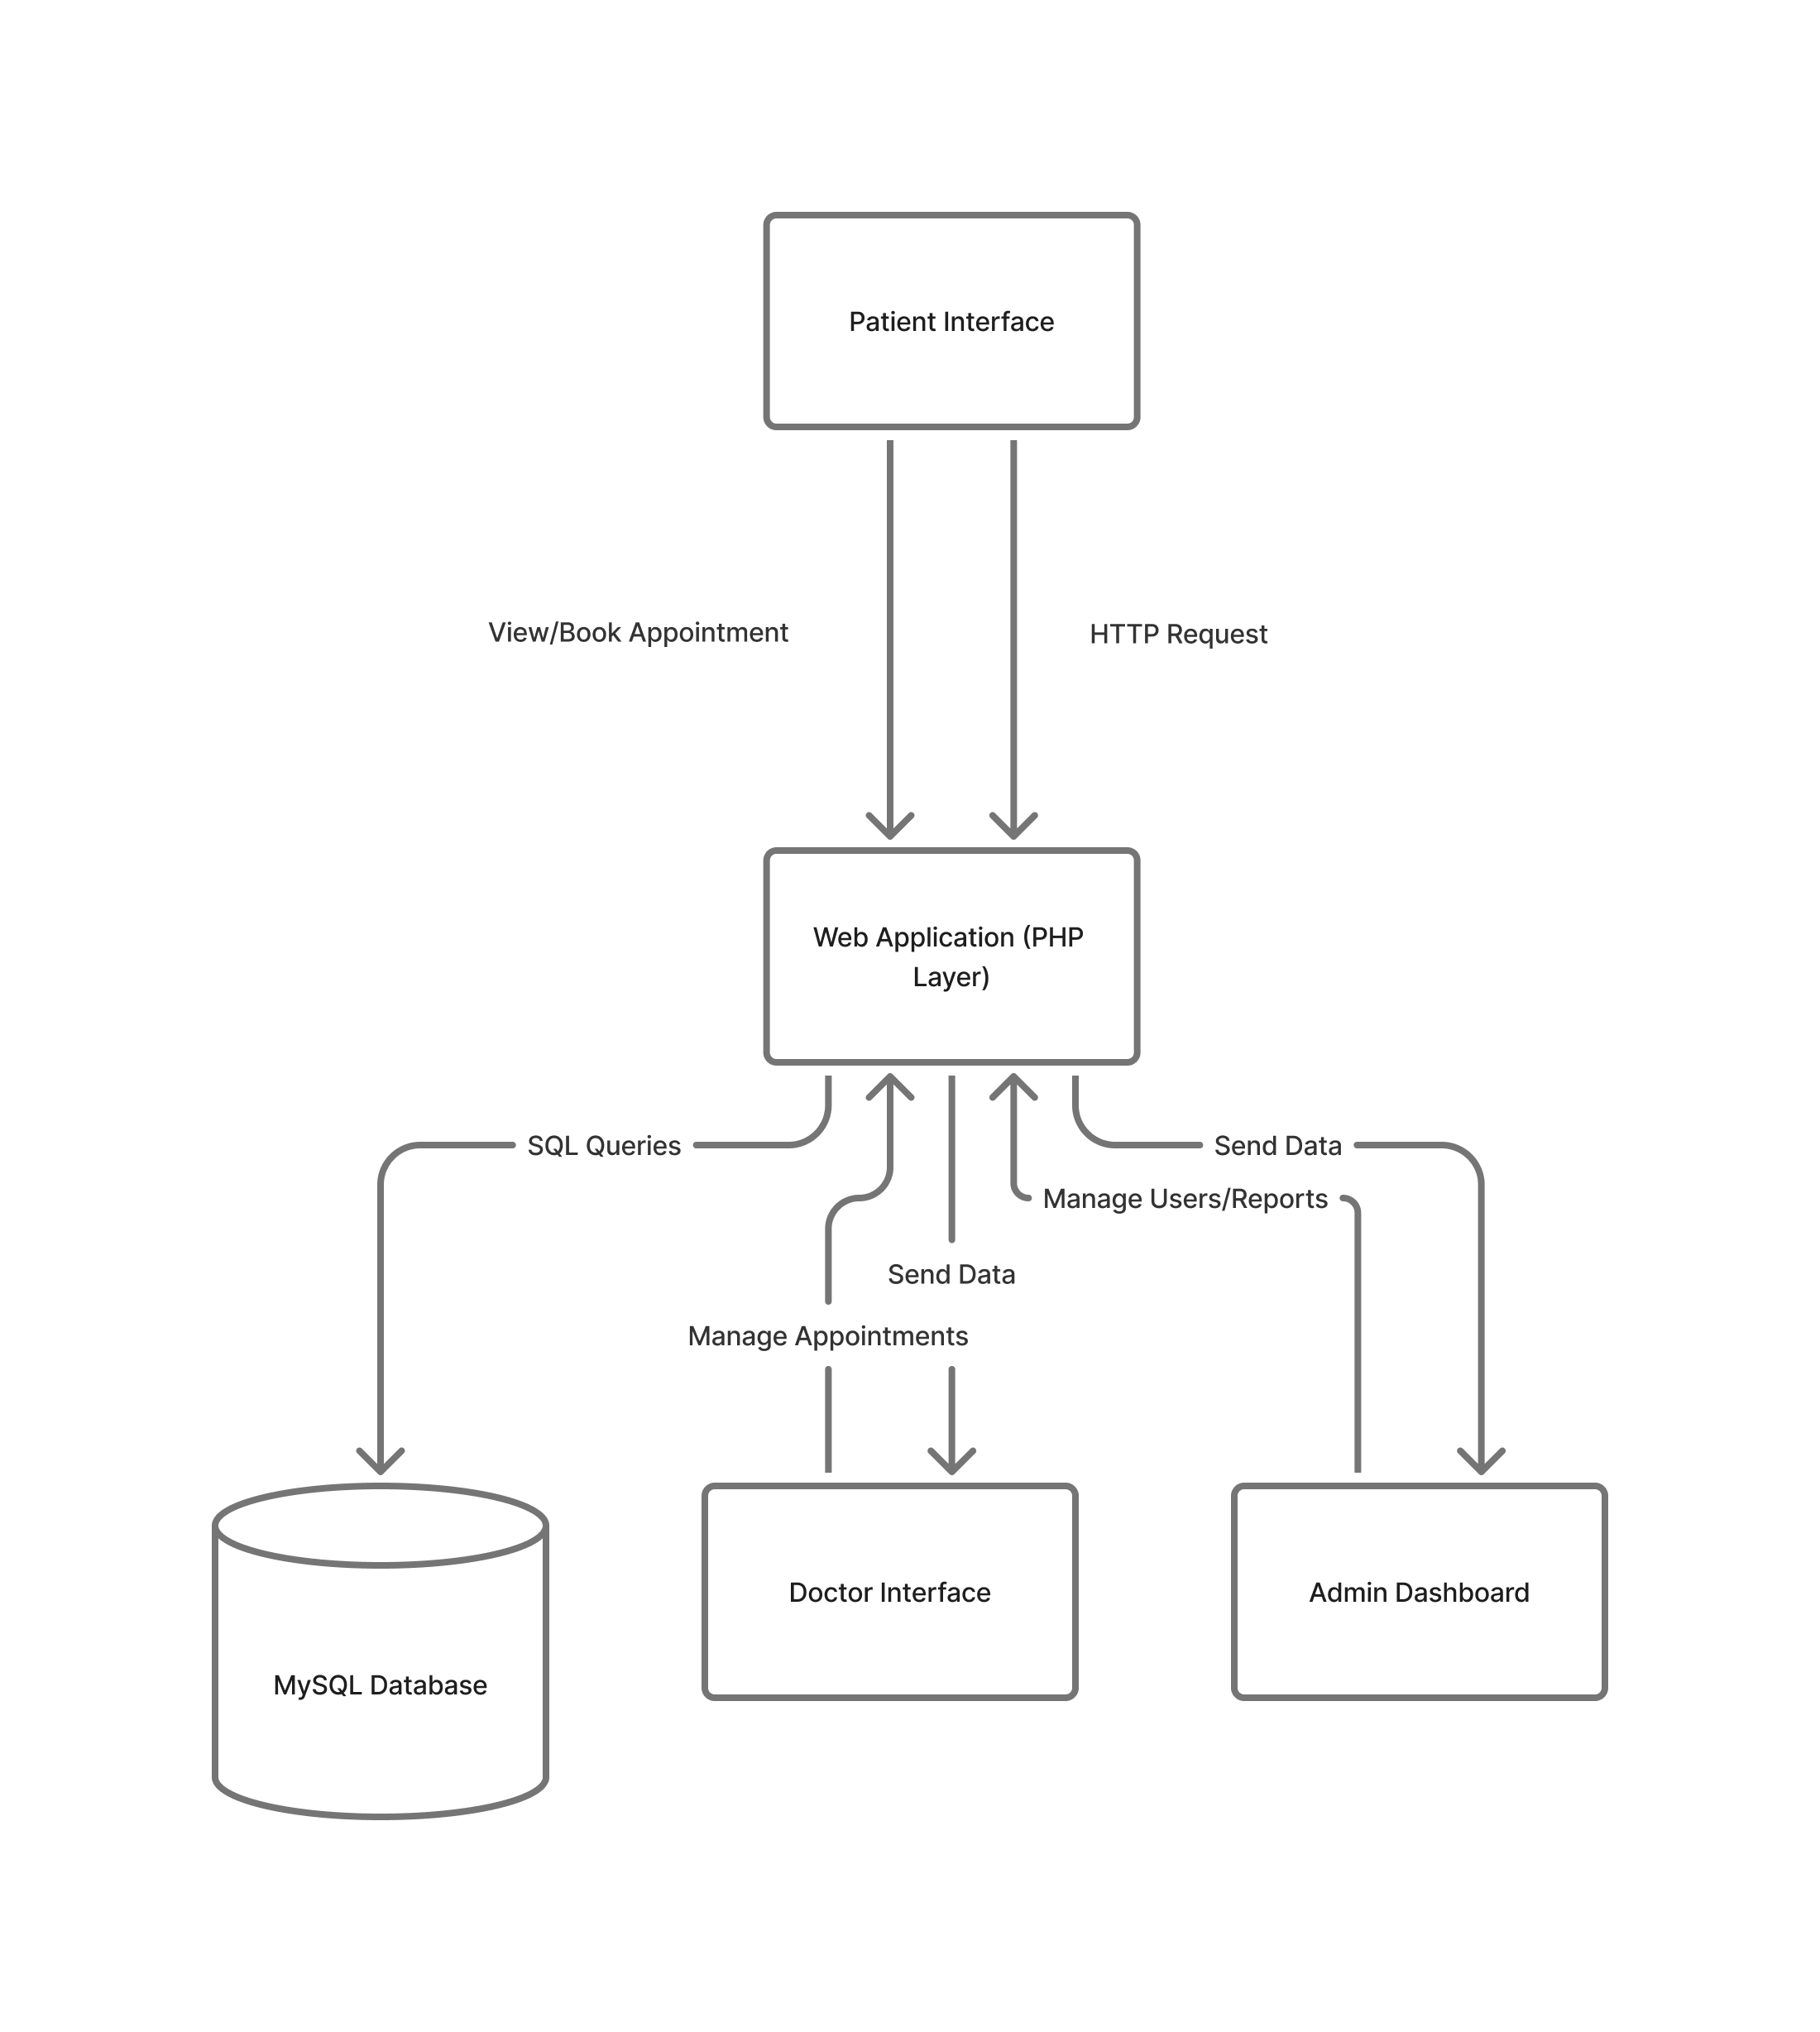 Patient Interface
View/Book Appointment
HTTP Request
Web Application (PHP
Layer)
SQL Queries
Send Data
Manage Users/Reports
Send Data
Manage Appointments
Doctor Interface
Admin Dashboard
MySQL Database